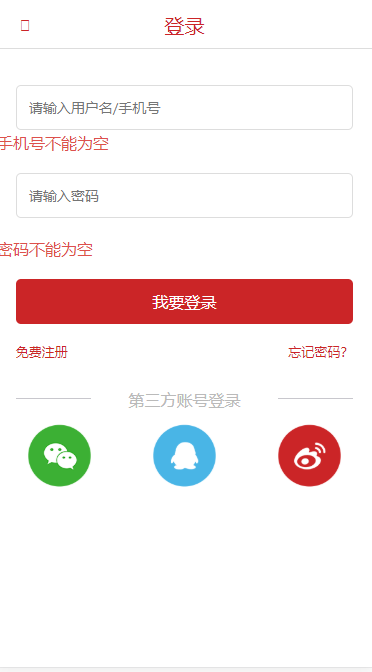 登录
请输入用户名/手机号
手机号不能为空
请输入密码
密码不能为空
我要登录
免费注册 忘记密码?
第三方账号登录